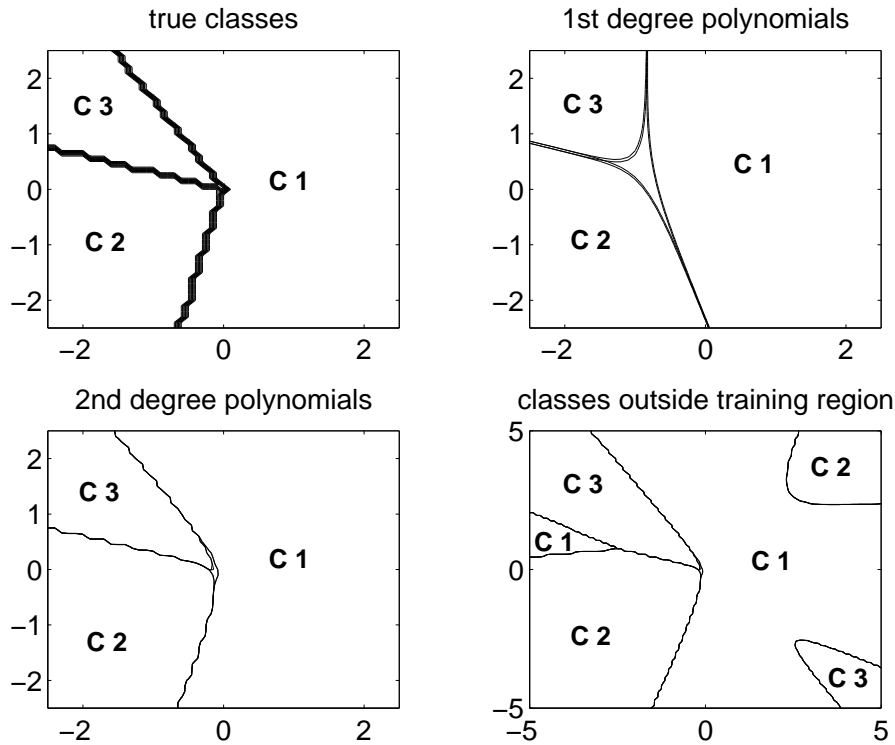 true classes
2
1
0
−1
−2
−2
0
2
C 3
C 1
C 2
1st degree polynomials
2
1
0
−1
−2
−2
0
2
C 3
C 1
C 2
2nd degree polynomials
2
1
0
−1
−2
−2
0
2
C 3
C 1
C 2
classes outside training region
5
0
−5
−5
0
5
C 2
C 3
C 1
C 1
C 2
C 3